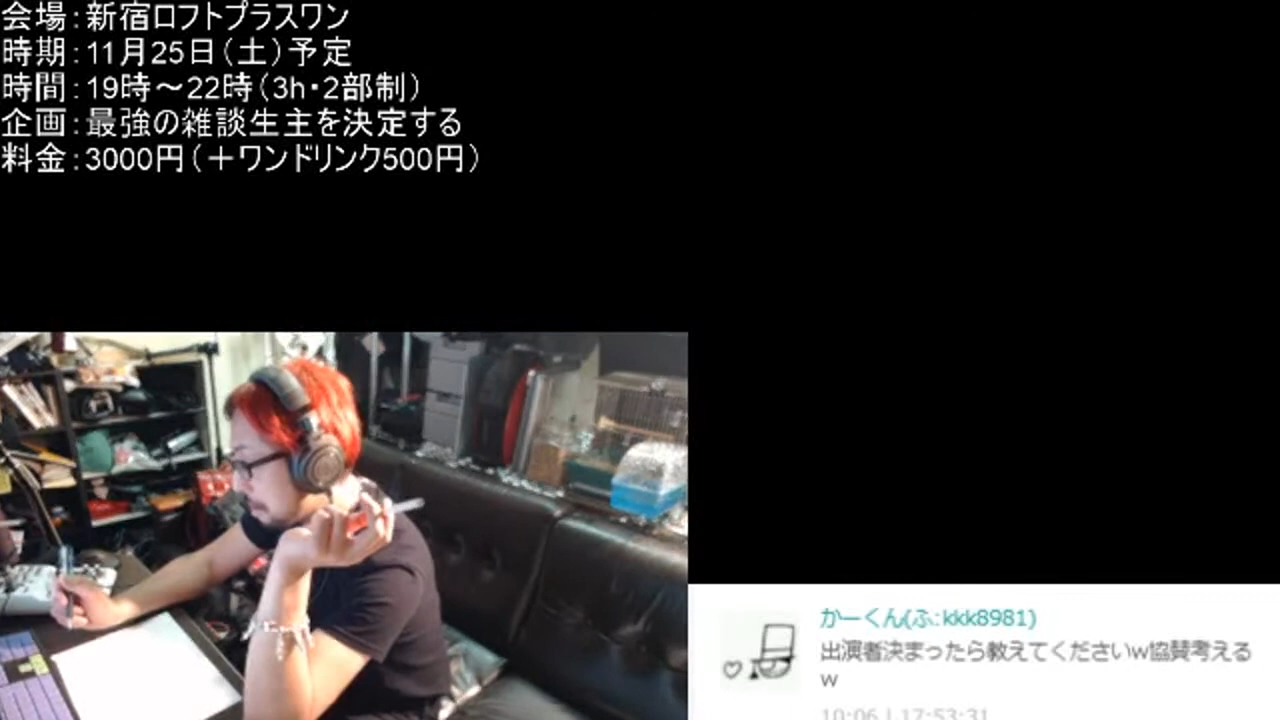 会場:新宿ロフトプラスワン
時期:11月25日(土)予定
時間:19時～22時(3h・2部制)
企画:最強の雑談生主を決定する
料金:3000円(＋ワンドリンク500円)
かーくん(ふ:kkk8981)
出演者決まったら教えてくださいw協賛考える
w
10:06 | 17:53:31